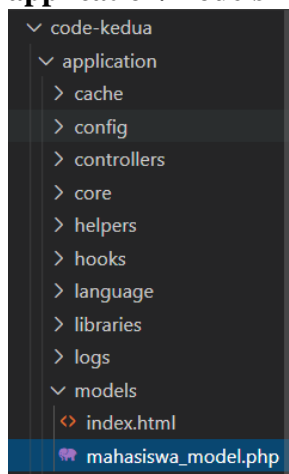 code-kedua
application
cache
config
controllers
core
helpers
hooks
language
libraries
logs
models
index.html
mahasiswa_model.php